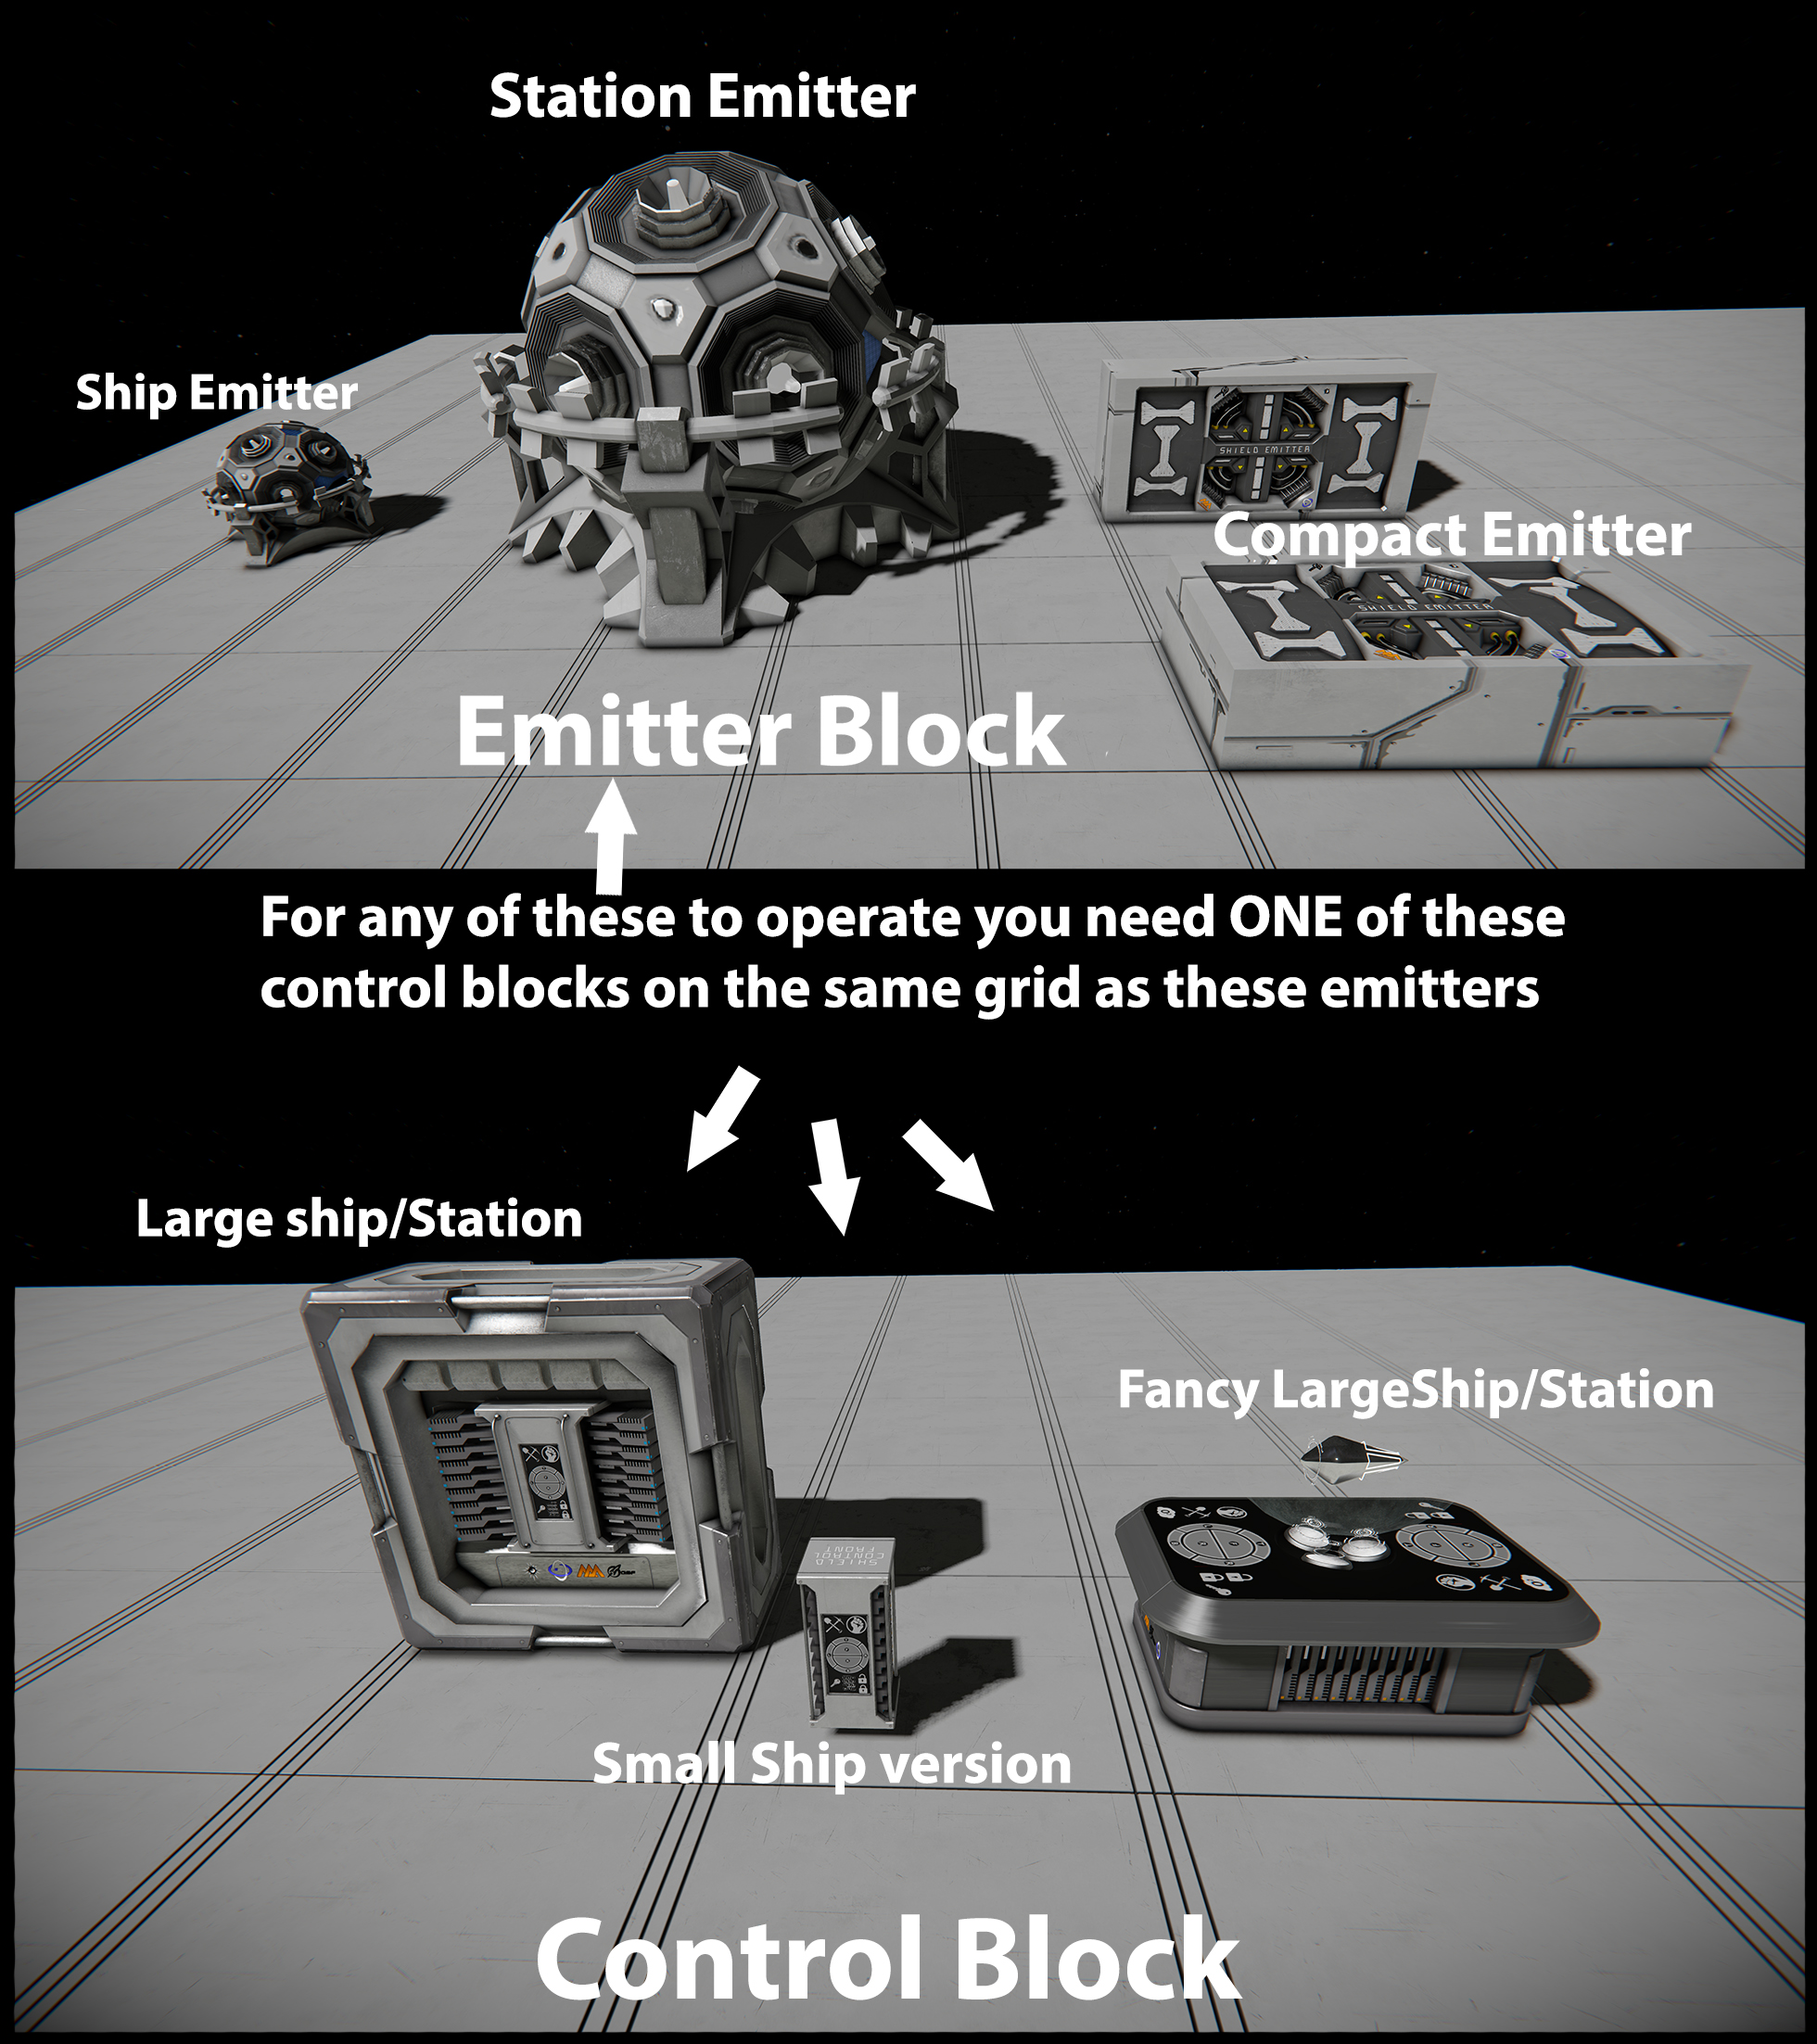 Station Emitter
Ship Emitter
SHIELD EMITTER
Compact Emitter
SHIELD EMITTER
Emitter Block
For any of these to operate you need ONE of these
control blocks on the same grid as these emitters
Large ship/Station
Fancy LargeShip/Station
SHIELD
CONTROL
FRONT
Small Ship version
Control Block